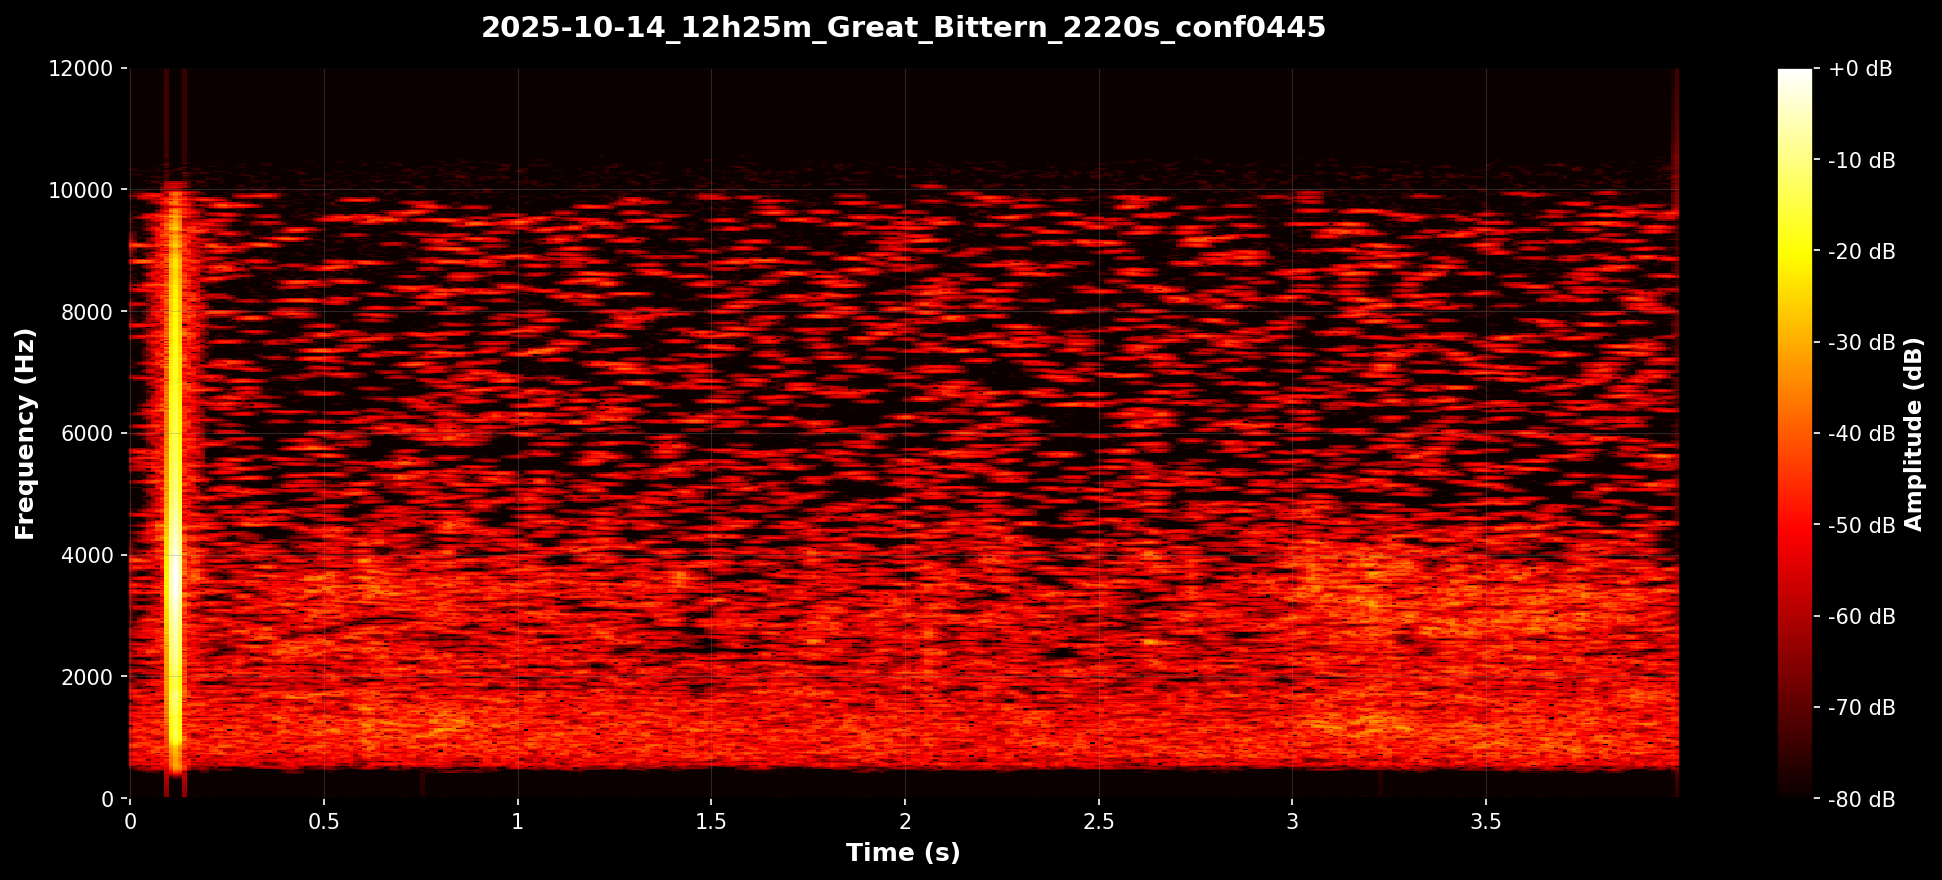 2025-10-14_12h25m_Great_Bittern_2220s_conf0445
12000
10000
8000
6000
4000
2000
0
Frequency (Hz)
0
0.5
1
1.5
2
2.5
3
3.5
Time (s)
+0 dB
-10 dB
-20 dB
-30 dB
-40 dB
-50 dB
-60 dB
-70 dB
-80 dB
Amplitude (dB)